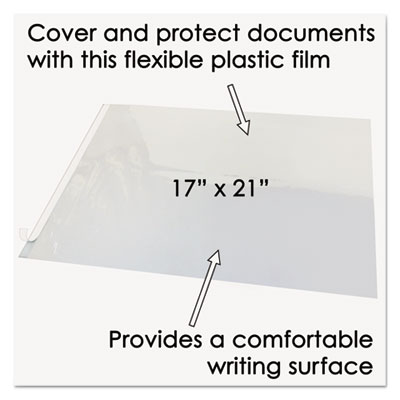 Cover and protect documents
with this flexible plastic film
17” x 21”
Provides a comfortable
writing surface